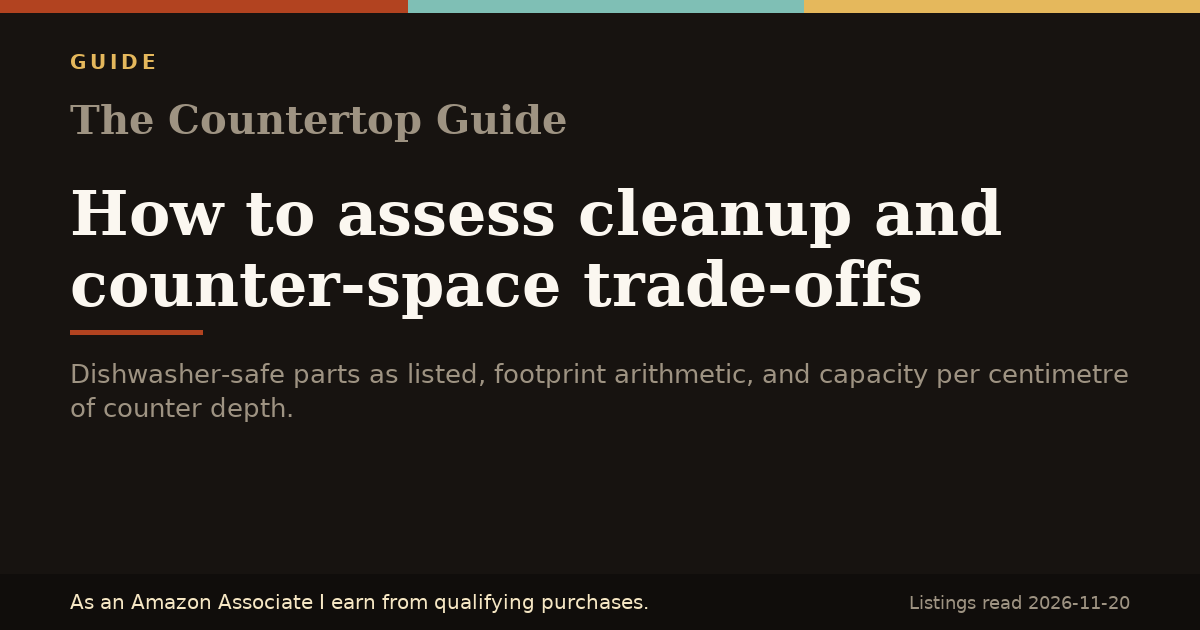 GUIDE
The Countertop Guide
How to assess cleanup and
counter-space trade-offs
Dishwasher-safe parts as listed, footprint arithmetic, and capacity per centimetre
of counter depth.
As an Amazon Associate I earn from qualifying purchases.
Listings read 2026-11-20